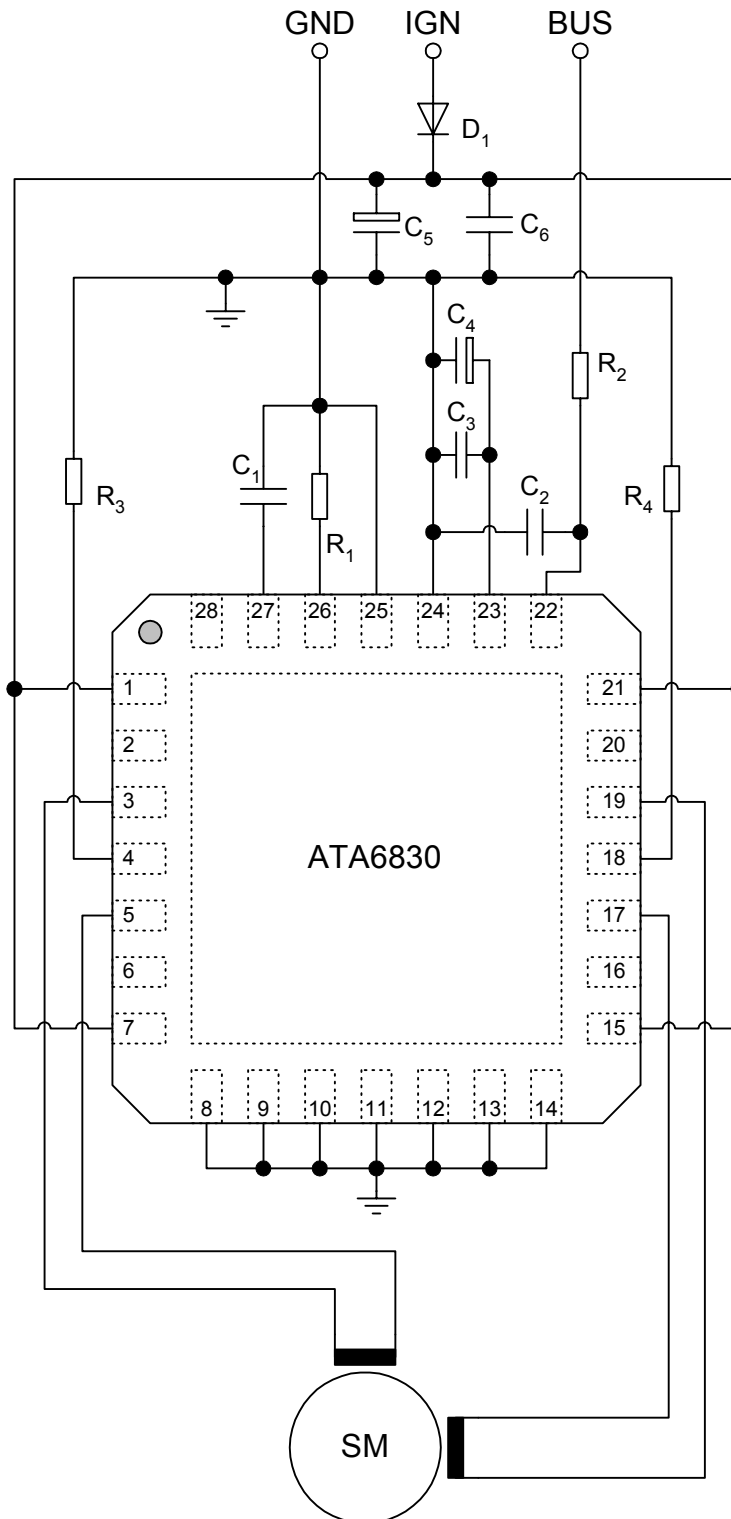 GND IGN BUS
D1
C5 C6
C4
R2
C3
C1 C2
R3 R1 R4
28 27 26 25 24 23 22
1 21
2 20
3 19
4 ATA6830 18
5 17
6 16
7 15
8 9 10 11 12 13 14
SM